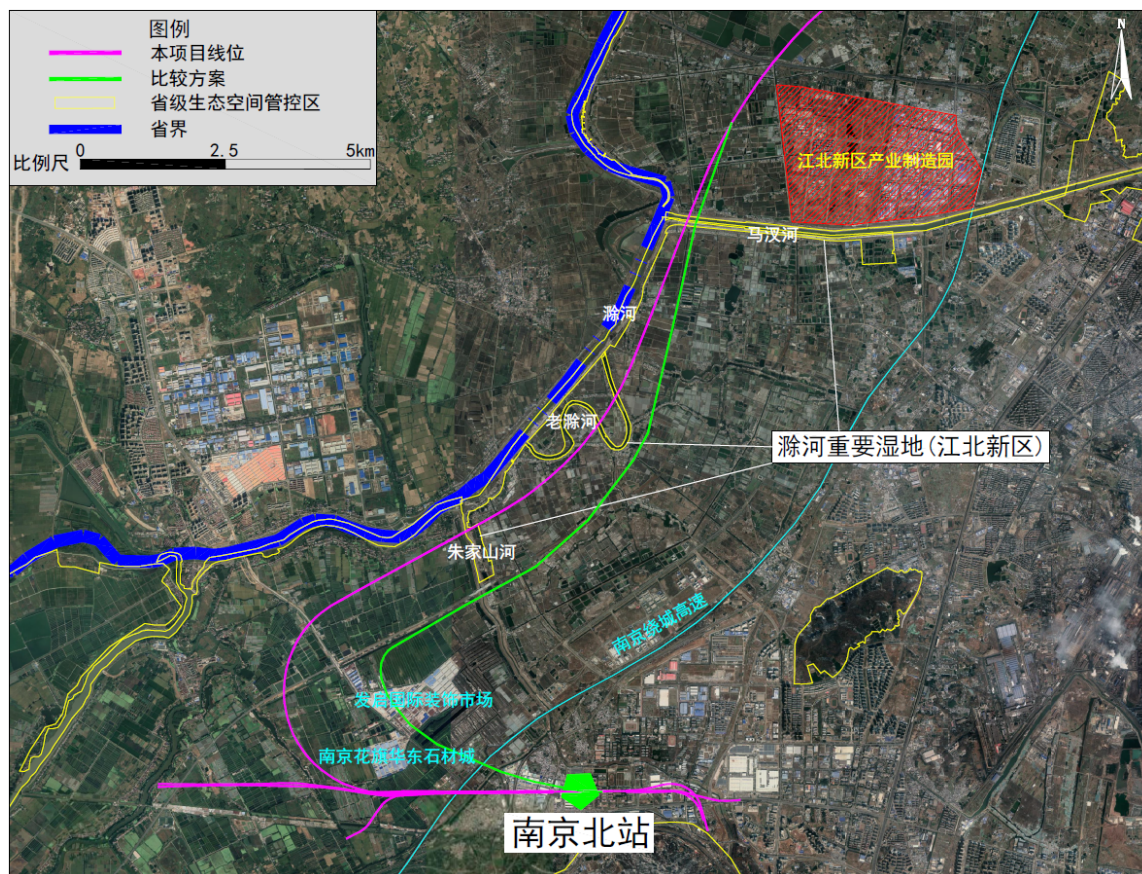 图例
本项目线位
比较方案
省级生态空间管控区
省界
比例尺
0 2.5 5km
N
江北新区产业制造园
马汊河
滁河
老滁河
滁河重要湿地(江北新区)
朱家山河
南京绕城高速
发启国际装饰市场
南京花旗华东石材城
南京北站